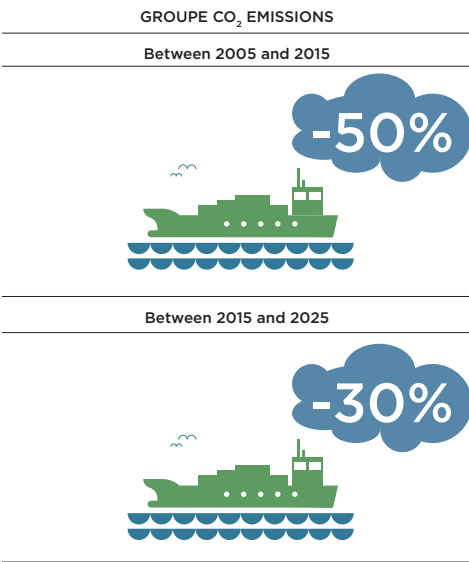 GROUPE CO₂ EMISSIONS
Between 2005 and 2015
-50%
Between 2015 and 2025
-30%